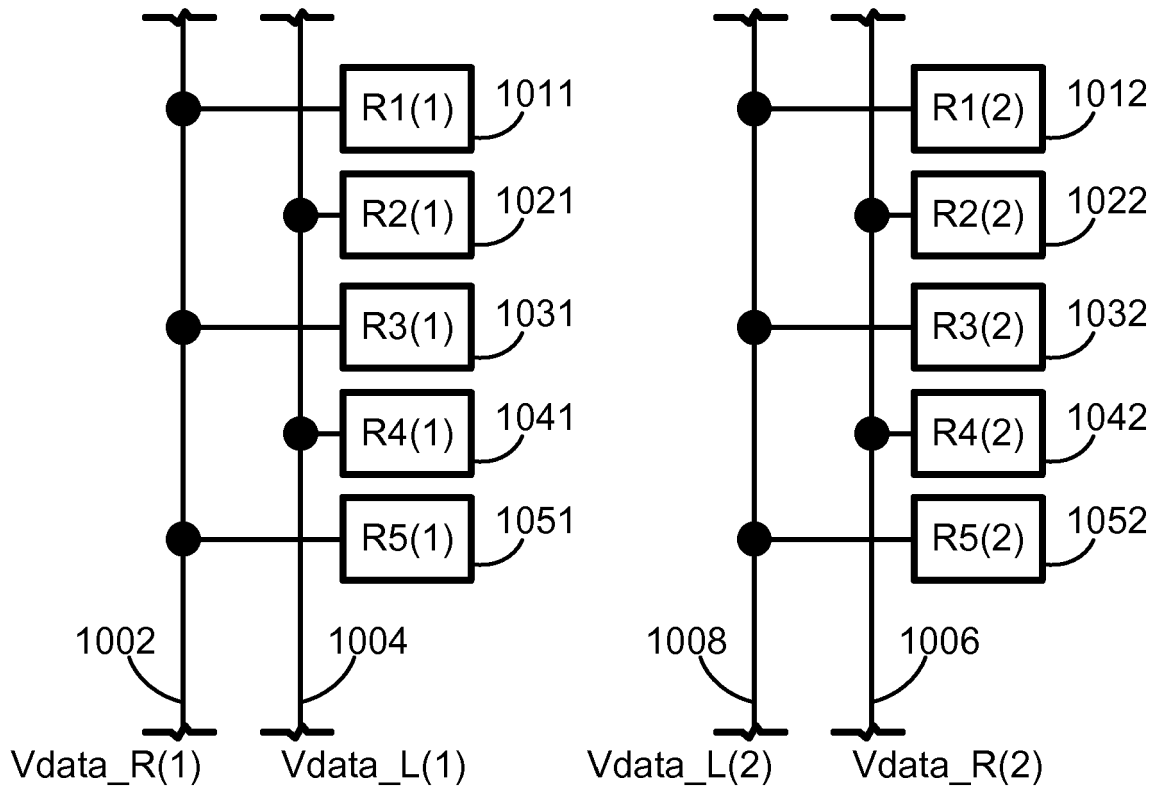 R1(1) 1011 R1(2) 1012
R2(1) 1021 R2(2) 1022
R3(1) 1031 R3(2) 1032
R4(1) 1041 R4(2) 1042
R5(1) 1051 R5(2) 1052
1002 1004 1008 1006
Vdata_R(1) Vdata_L(1) Vdata_L(2) Vdata_R(2)